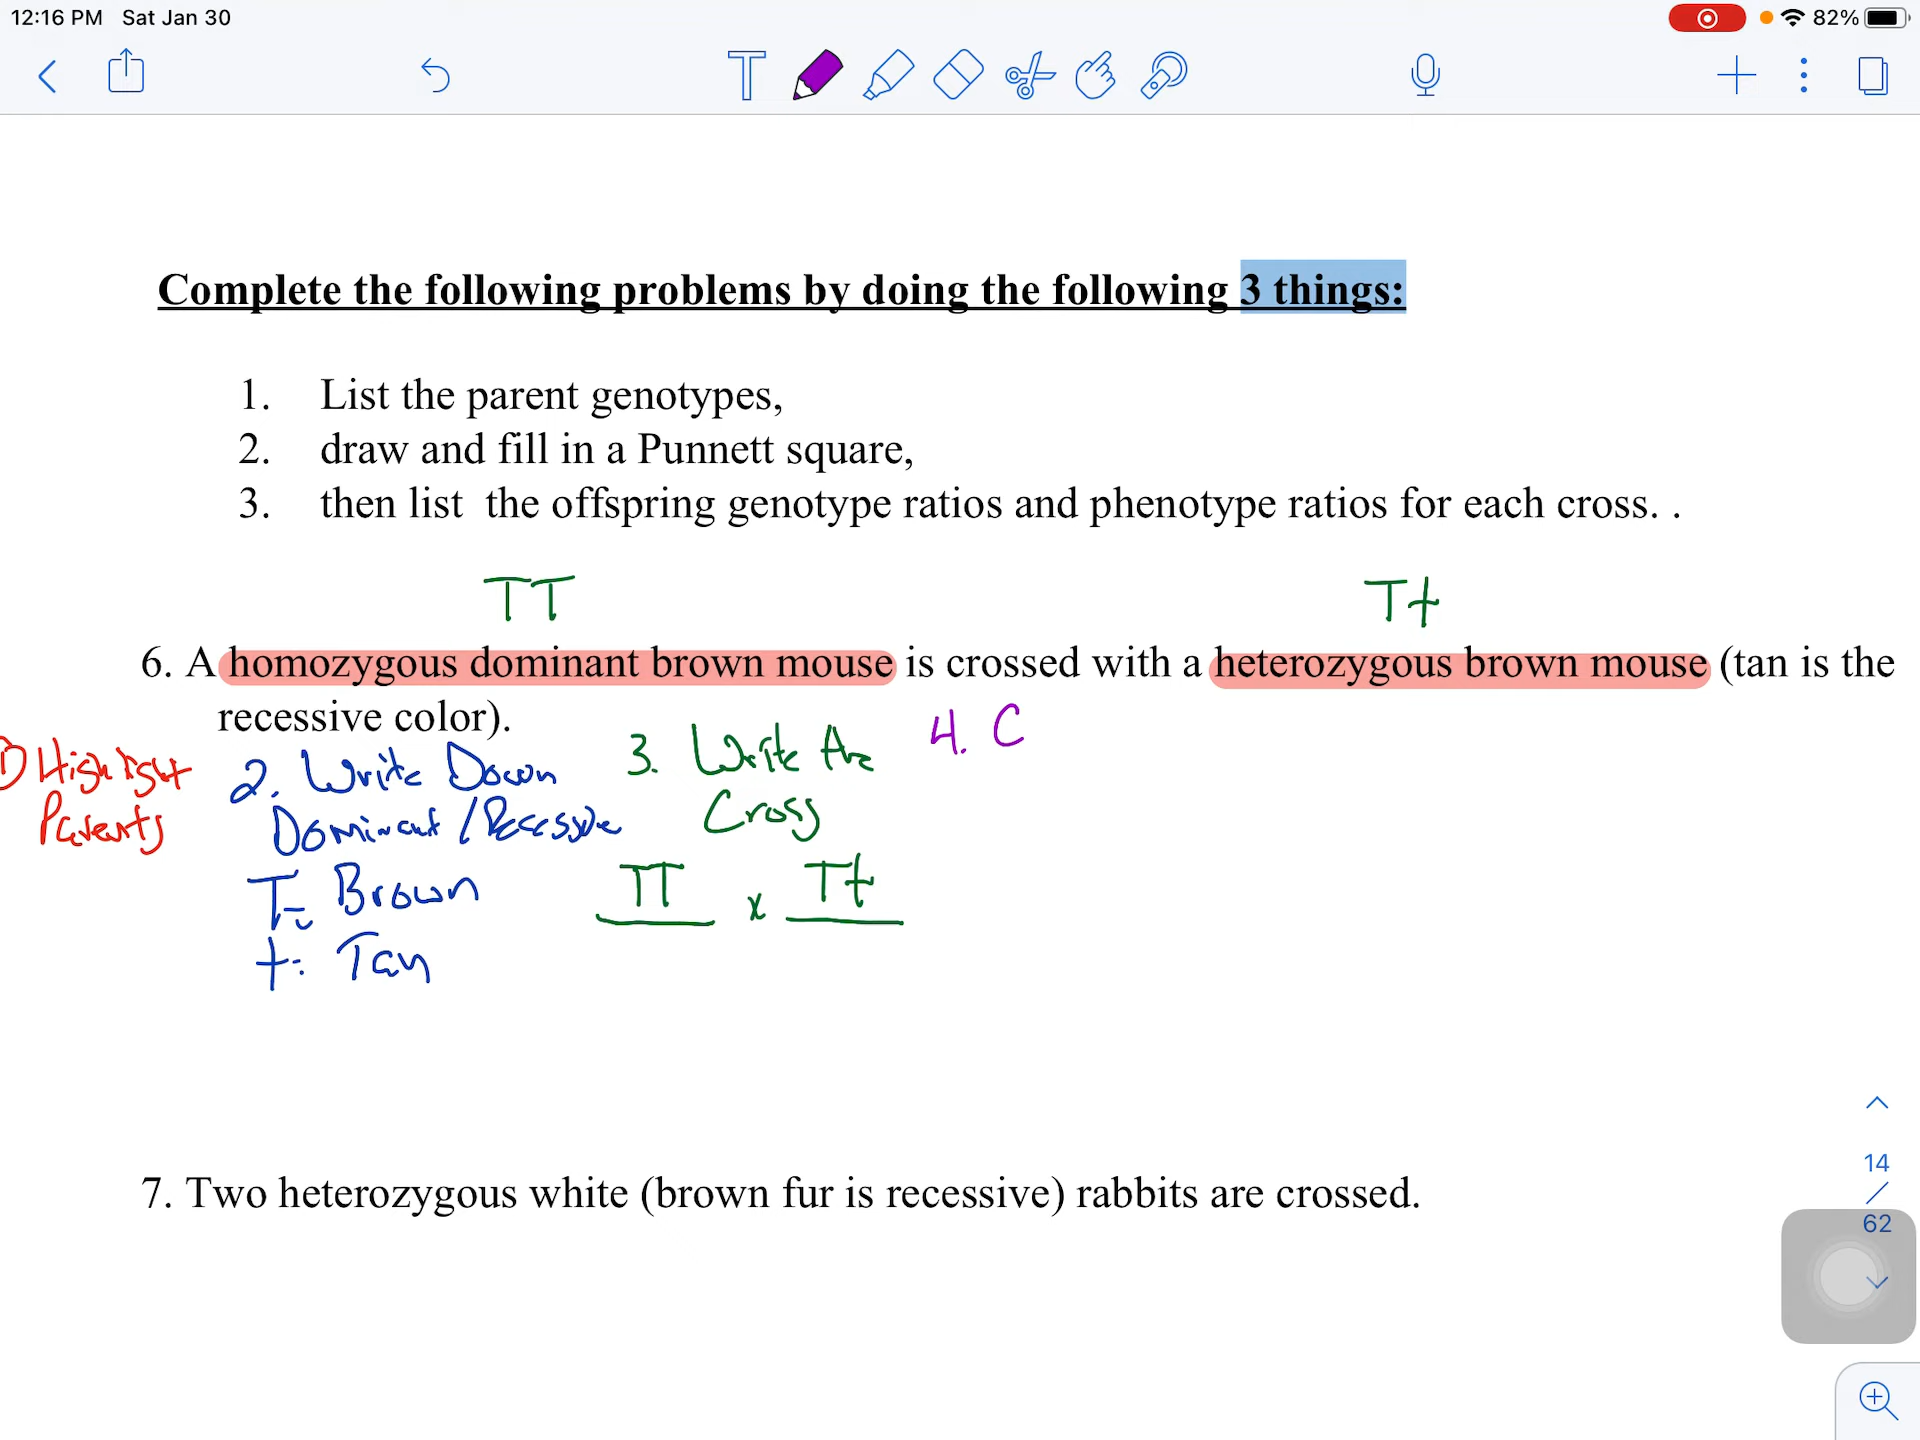 12:16 PM Sat Jan 30
82%
Complete the following problems by doing the following 3 things:
1. List the parent genotypes,
2. draw and fill in a Punnett square,
3. then list the offspring genotype ratios and phenotype ratios for each cross. .
TT Tt
6. A homozygous dominant brown mouse is crossed with a heterozygous brown mouse (tan is the
recessive color).
1) Highlight
Parents
2. Write Down
Dominant / Recessive
T= Brown
t= Tan
3. Write the
Cross
TT x Tt
4. C
7. Two heterozygous white (brown fur is recessive) rabbits are crossed.
14
/
62